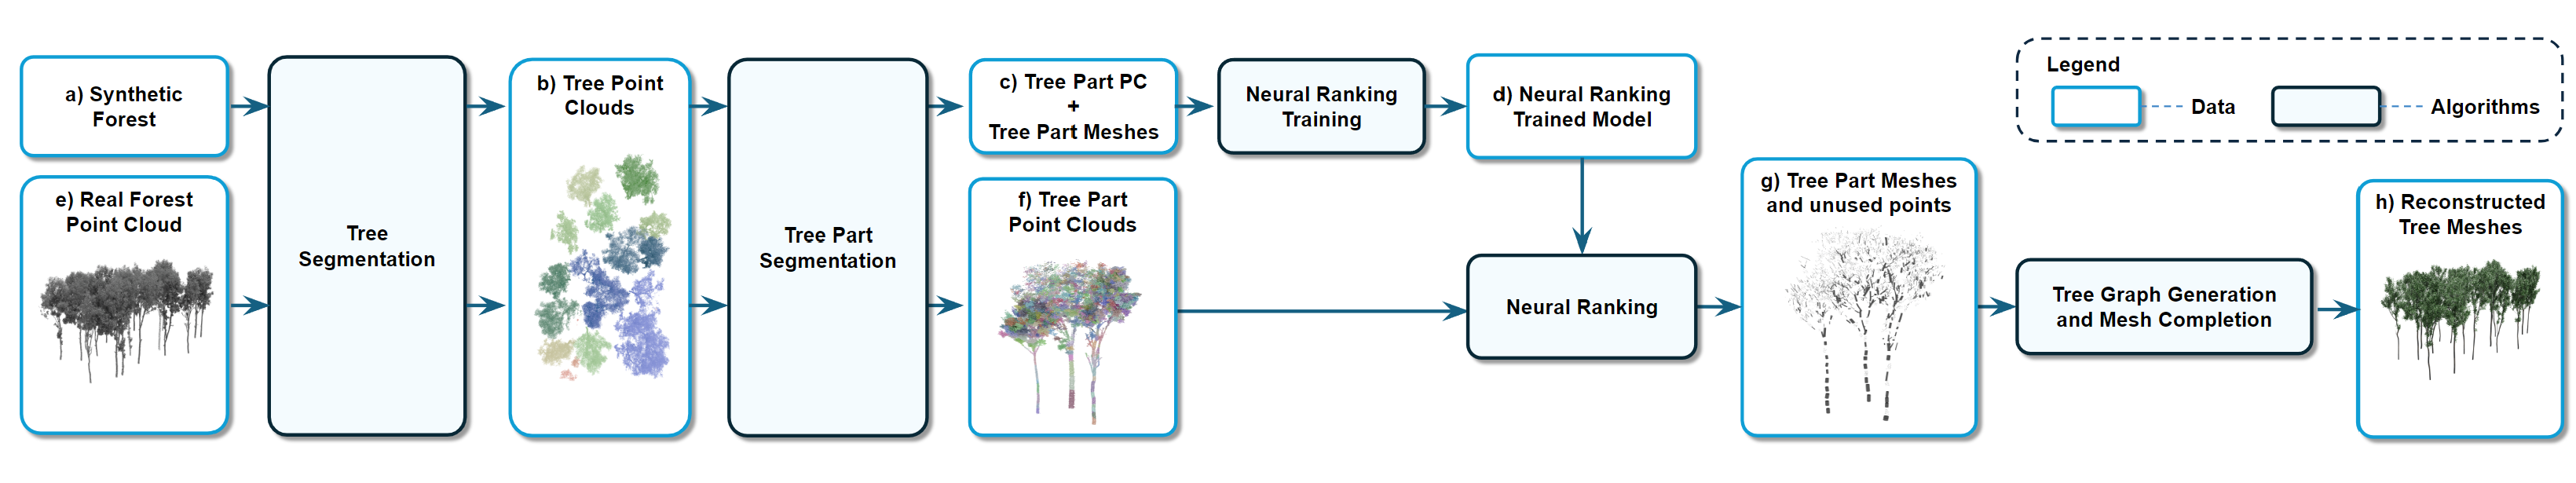 a) Synthetic
Forest
e) Real Forest
Point Cloud
Tree
Segmentation
b) Tree Point
Clouds
Tree Part
Segmentation
c) Tree Part PC
+
Tree Part Meshes
f) Tree Part
Point Clouds
Neural Ranking
Training
d) Neural Ranking
Trained Model
Neural Ranking
g) Tree Part Meshes
and unused points
Tree Graph Generation
and Mesh Completion
Legend
Data
Algorithms
h) Reconstructed
Tree Meshes